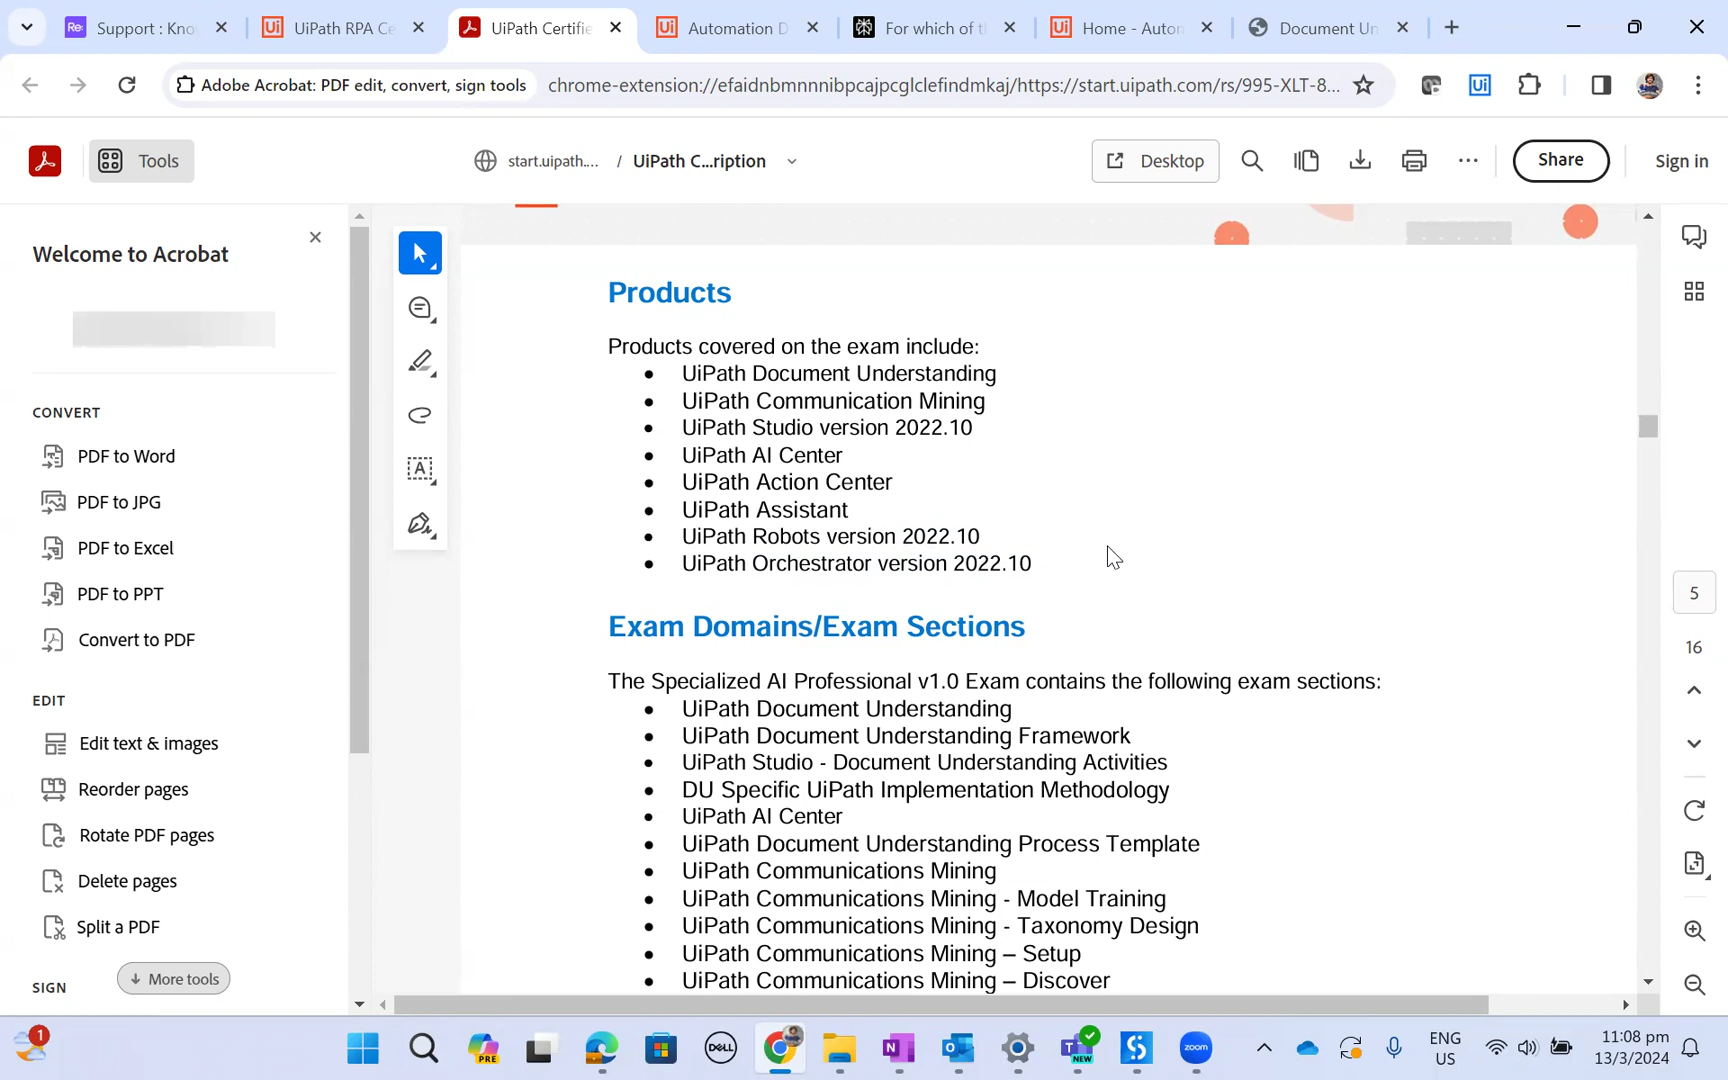 Support : Kno
UiPath RPA Ce
UiPath Certifie
Automation D
For which of t
Home - Auton
Document Un
Adobe Acrobat: PDF edit, convert, sign tools
chrome-extension://efaidnbmnnnibpcajpcglclefindmkaj/https://start.uipath.com/rs/995-XLT-8...
Tools
start.uipath.... / UiPath C...ription
Desktop
Share
Sign in
Welcome to Acrobat
CONVERT
PDF to Word
PDF to JPG
PDF to Excel
PDF to PPT
Convert to PDF
EDIT
Edit text & images
Reorder pages
Rotate PDF pages
Delete pages
Split a PDF
More tools
SIGN
Products
Products covered on the exam include:
• UiPath Document Understanding
• UiPath Communication Mining
• UiPath Studio version 2022.10
• UiPath AI Center
• UiPath Action Center
• UiPath Assistant
• UiPath Robots version 2022.10
• UiPath Orchestrator version 2022.10
Exam Domains/Exam Sections
The Specialized AI Professional v1.0 Exam contains the following exam sections:
• UiPath Document Understanding
• UiPath Document Understanding Framework
• UiPath Studio - Document Understanding Activities
• DU Specific UiPath Implementation Methodology
• UiPath AI Center
• UiPath Document Understanding Process Template
• UiPath Communications Mining
• UiPath Communications Mining - Model Training
• UiPath Communications Mining - Taxonomy Design
• UiPath Communications Mining – Setup
• UiPath Communications Mining – Discover
5
16
1
PRE
DELL
NEW
zoom
ENG
US
11:08 pm
13/3/2024